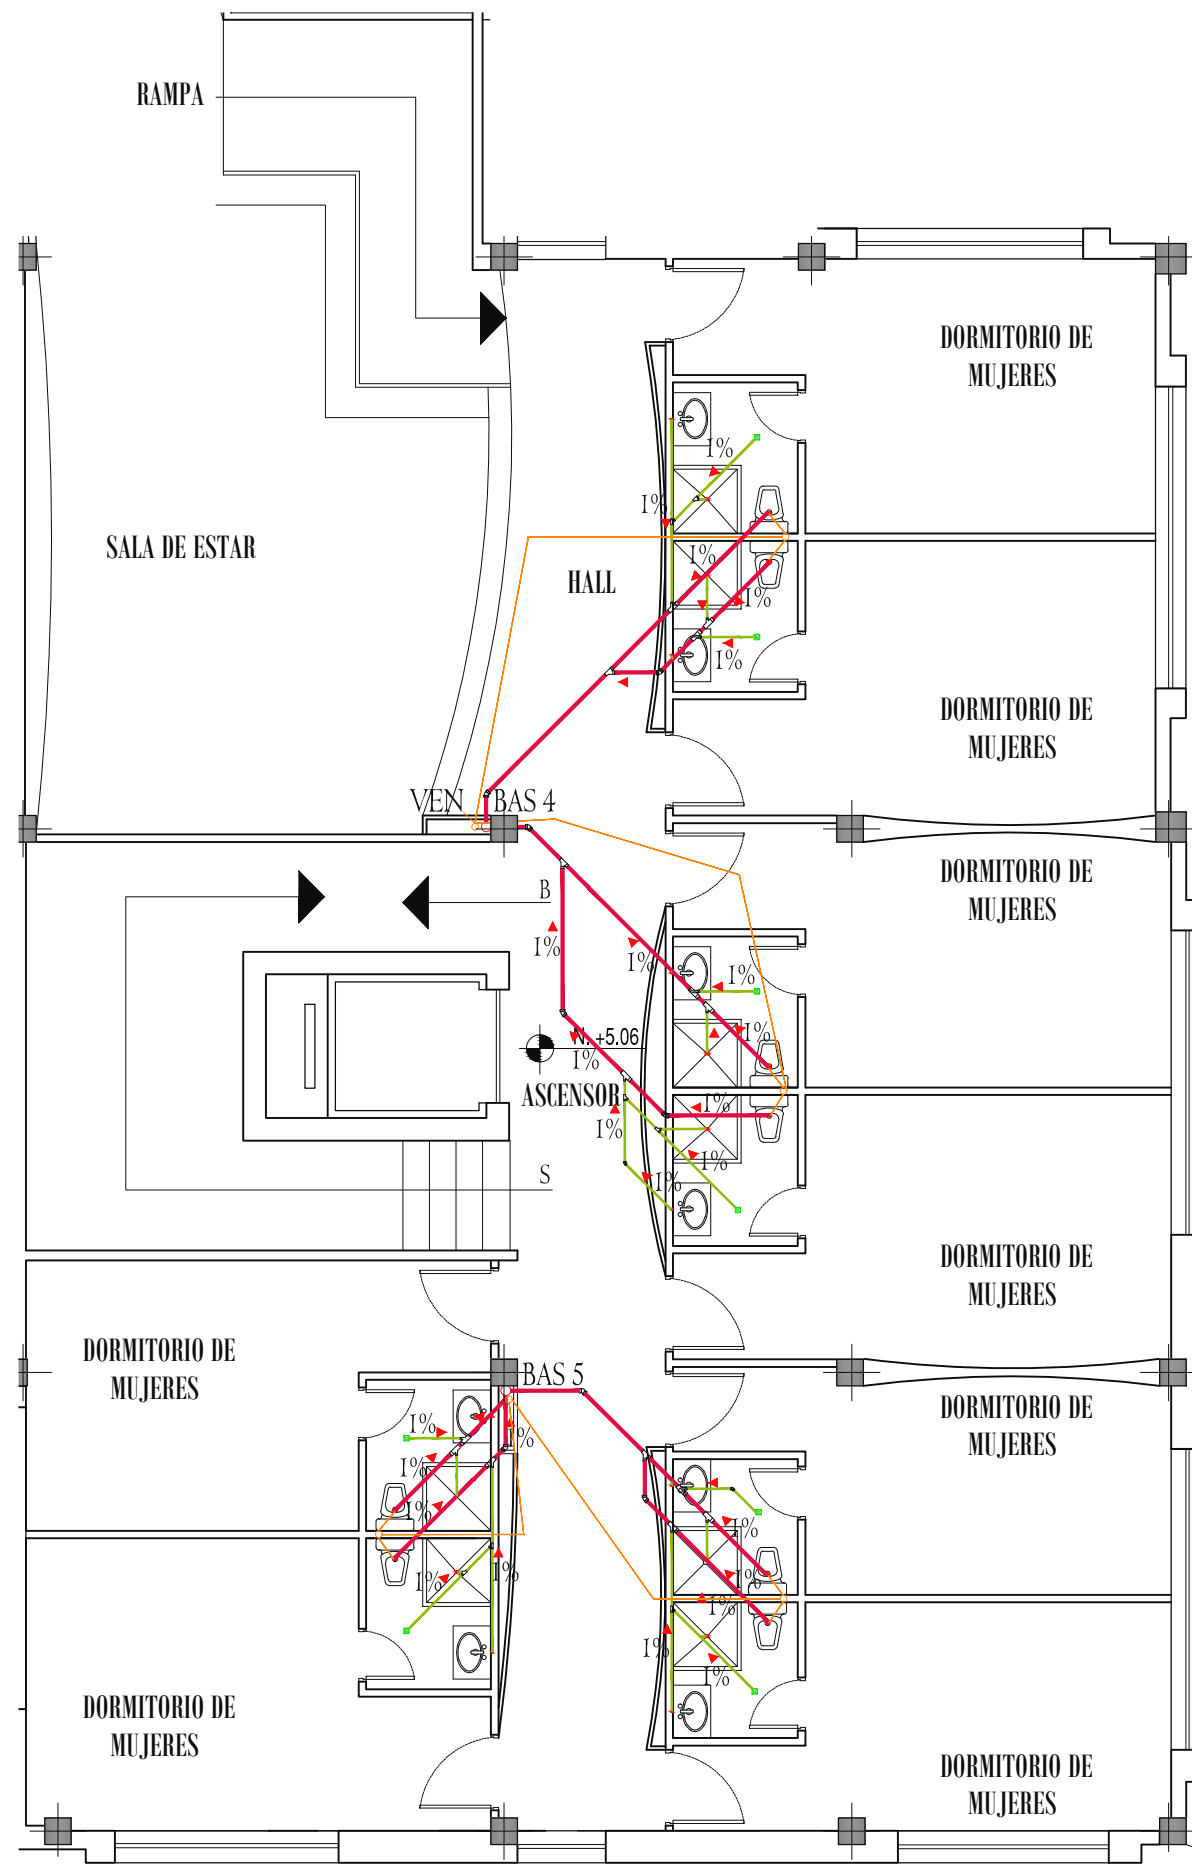 RAMPA
DORMITORIO DE
MUJERES
1%
1%
SALA DE ESTAR
1%
HALL
1%
1%
DORMITORIO DE
MUJERES
VEN
BAS 4
DORMITORIO DE
MUJERES
B
1%
1%
1%
1%
N. +5.06
1%
ASCENSOR
1%
1%
1%
S
1%
DORMITORIO DE
MUJERES
DORMITORIO DE
MUJERES
BAS 5
DORMITORIO DE
MUJERES
1%
1%
1%
1%
1%
1%
1%
1%
1%
1%
1%
DORMITORIO DE
MUJERES
DORMITORIO DE
MUJERES